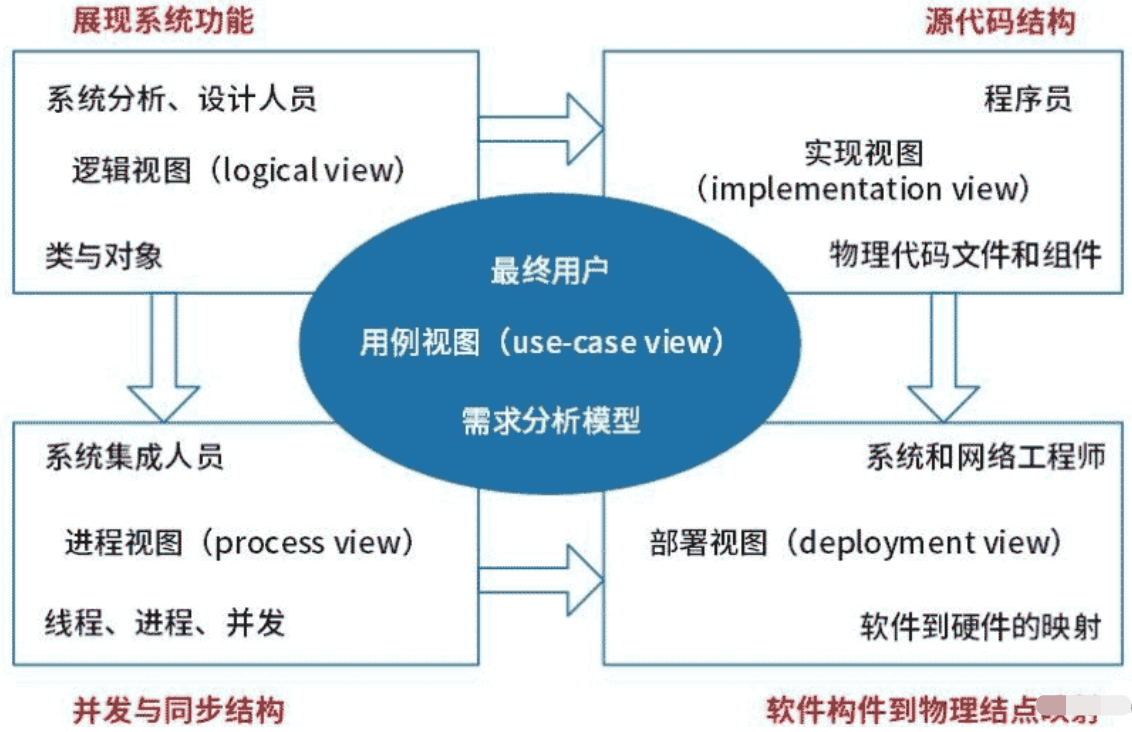 展现系统功能
源代码结构
系统分析、设计人员
逻辑视图（logical view）
类与对象
程序员
实现视图
（implementation view）
物理代码文件和组件
最终用户
用例视图（use-case view）
需求分析模型
系统集成人员
进程视图（process view）
线程、进程、并发
系统和网络工程师
部署视图（deployment view）
软件到硬件的映射
并发与同步结构
软件构件到物理结点映射